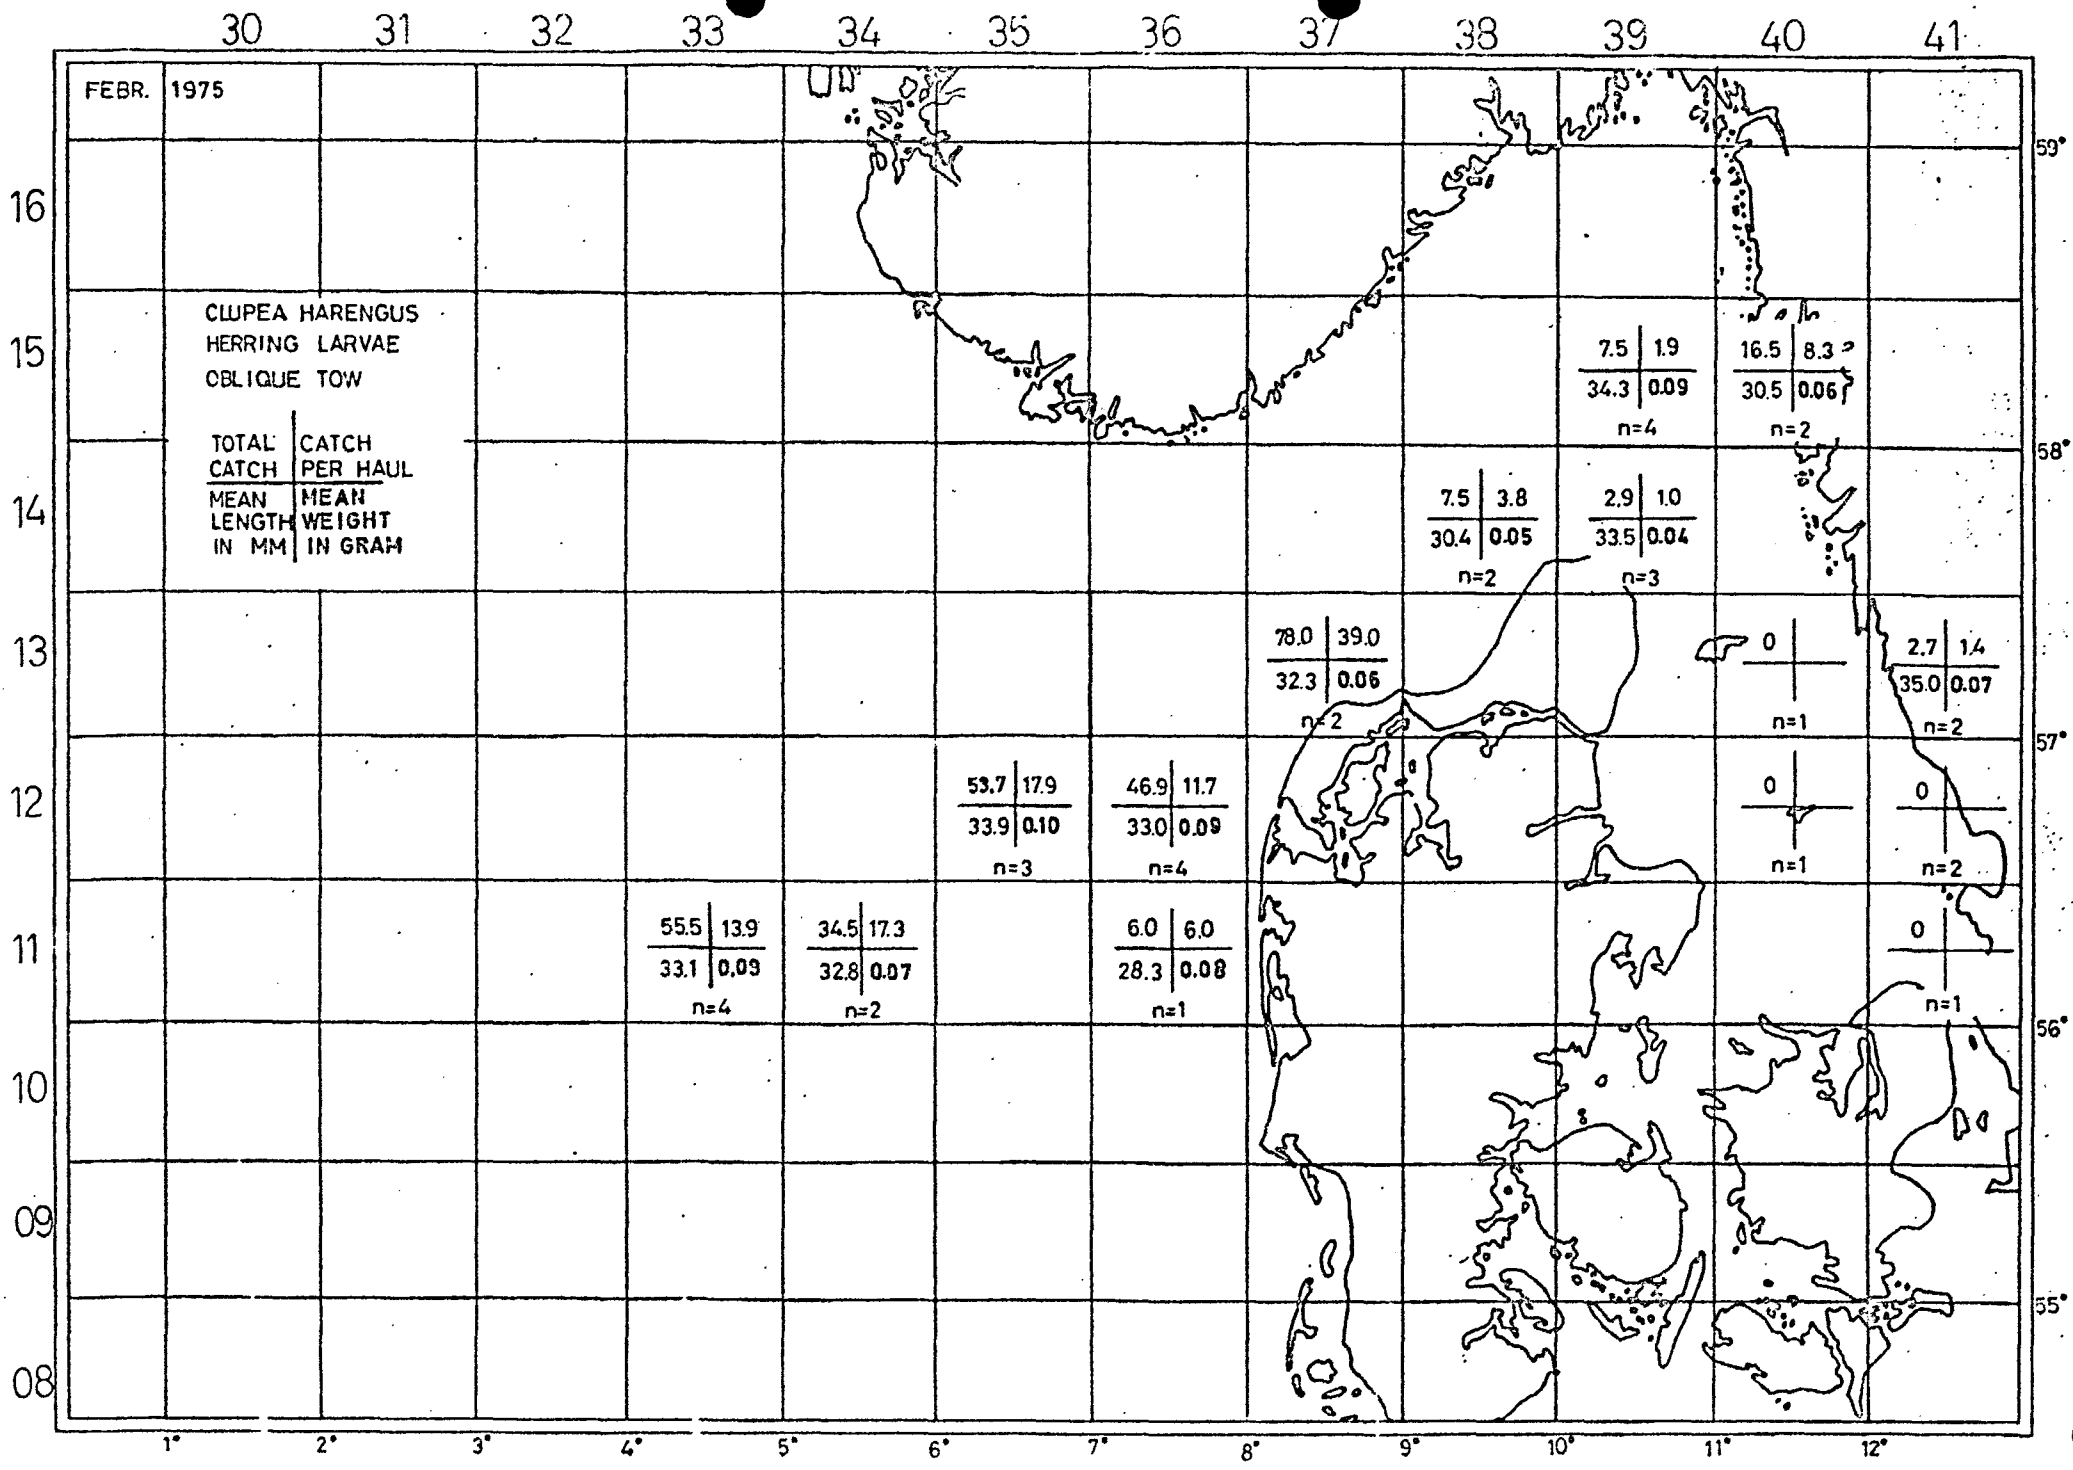 30 31 32 33 34 35 36 37 38 39 40 41
FEBR. 1975
59°
16
CLUPEA HARENGUS
HERRING LARVAE
OBLIQUE TOW
15
7.5 1.9 16.5 8.3
34.3 0.09 30.5 0.06
n=4 n=2
TOTAL CATCH
CATCH PER HAUL
MEAN MEAN
LENGTH WEIGHT
IN MM IN GRAM
58°
14
7.5 3.8 2.9 1.0
30.4 0.05 33.5 0.04
n=2 n=3
13
78.0 39.0 0 2.7 1.4
32.3 0.06 35.0 0.07
n=2 n=1 n=2
57°
12
53.7 17.9 46.9 11.7 0 0
33.9 0.10 33.0 0.09
n=3 n=4 n=1 n=2
11
55.5 13.9 34.5 17.3 6.0 6.0 0
33.1 0.09 32.8 0.07 28.3 0.08
n=4 n=2 n=1 n=1
56°
10
09
55°
08
1° 2° 3° 4° 5° 6° 7° 8° 9° 10° 11° 12°